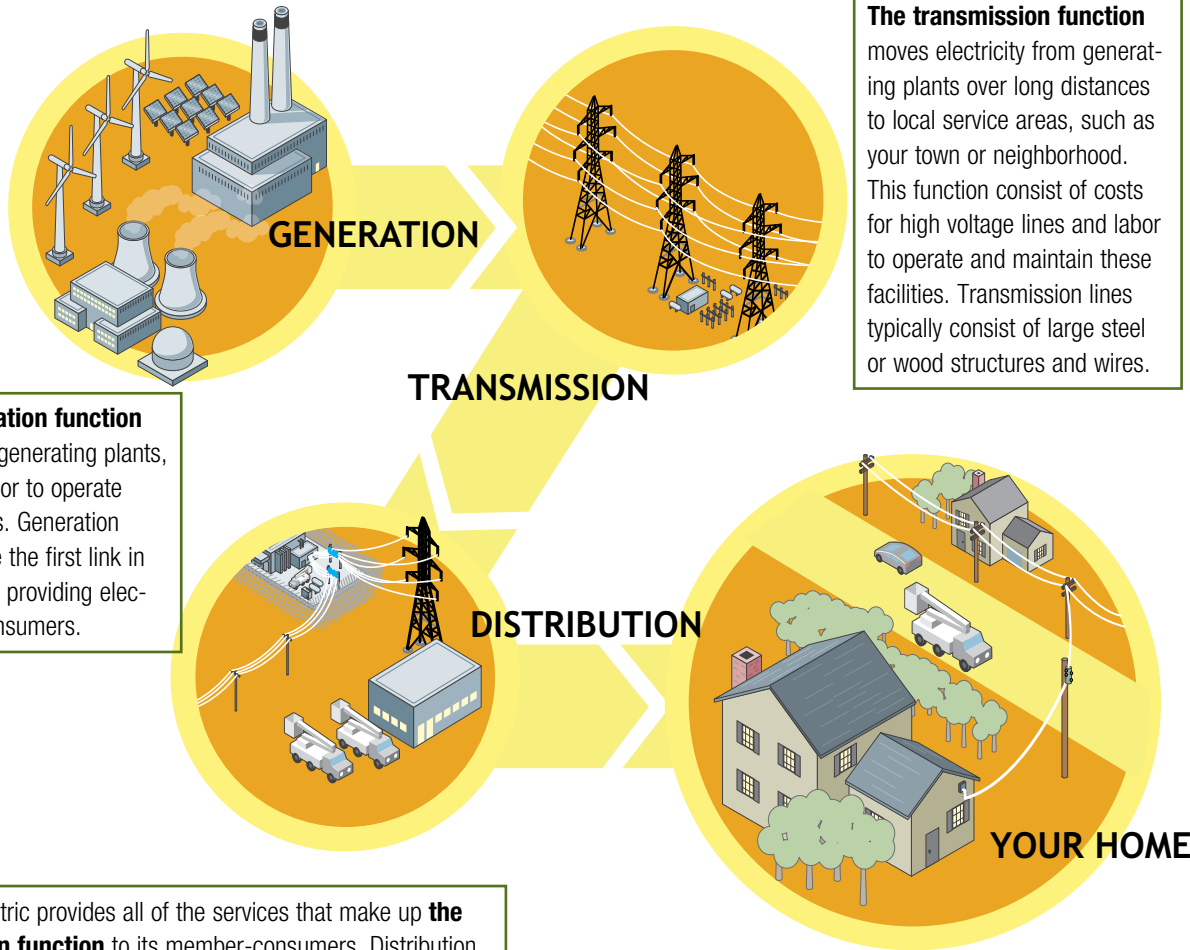 The transmission function
moves electricity from generat-
ing plants over long distances
to local service areas, such as
your town or neighborhood.
This function consist of costs
for high voltage lines and labor
to operate and maintain these
facilities. Transmission lines
typically consist of large steel
or wood structures and wires.
GENERATION
TRANSMISSION
ation function
generating plants,
or to operate
s. Generation
e the first link in
providing elec-
nsumers.
DISTRIBUTION
YOUR HOME
tric provides all of the services that make up the
n function to its member-consumers. Distribution